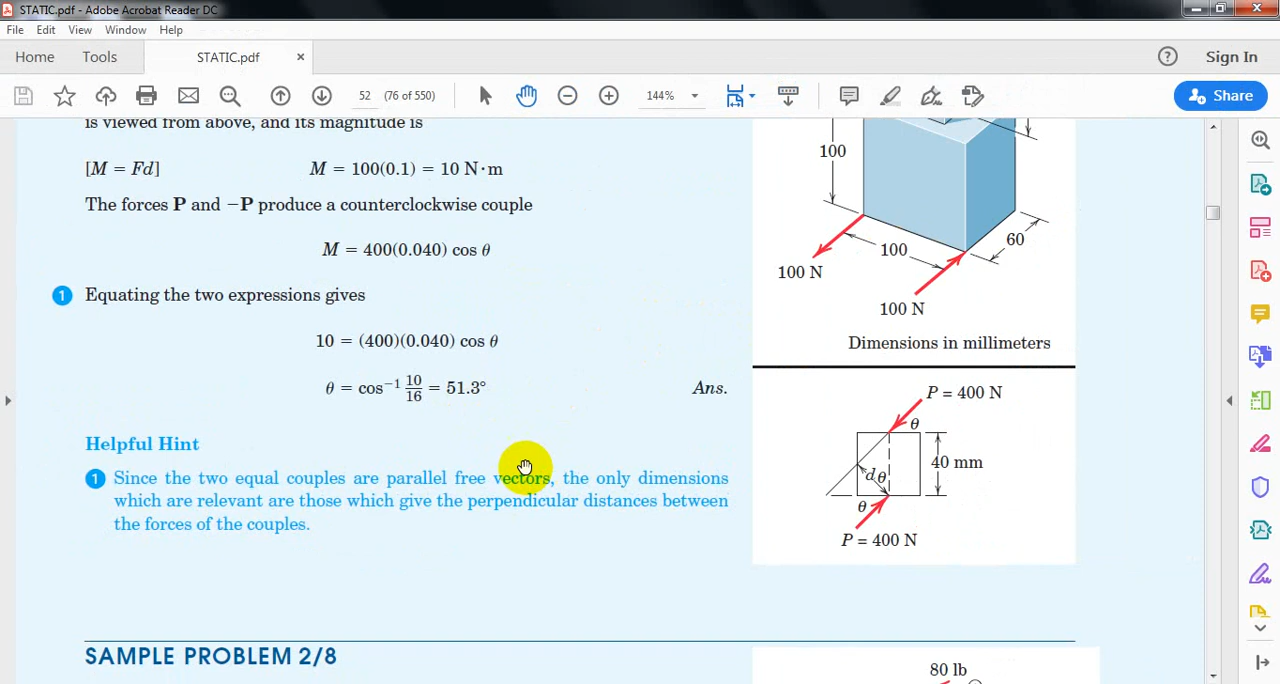 STATIC.pdf - Adobe Acrobat Reader DC
File Edit View Window Help
Home Tools STATIC.pdf × ? Sign In
52 (76 of 550) 144% Share
is viewed from above, and its magnitude is
[M = Fd] M = 100(0.1) = 10 N·m
The forces P and −P produce a counterclockwise couple
M = 400(0.040) cos θ
1 Equating the two expressions gives
10 = (400)(0.040) cos θ
θ = cos⁻¹ 10/16 = 51.3° Ans.
Helpful Hint
1 Since the two equal couples are parallel free vectors, the only dimensions
which are relevant are those which give the perpendicular distances between
the forces of the couples.
SAMPLE PROBLEM 2/8
100
60
100
100 N
100 N
Dimensions in millimeters
P = 400 N
θ
40 mm
d θ
θ
P = 400 N
80 lb